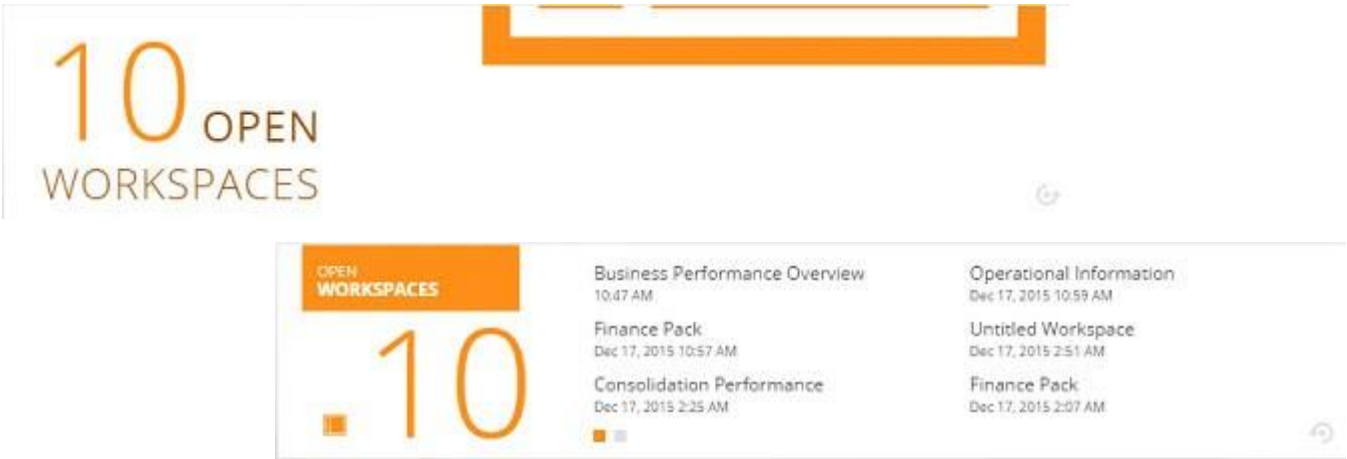 10 OPEN
WORKSPACES
OPEN
WORKSPACES
10
Business Performance Overview
10:47 AM
Finance Pack
Dec 17, 2015 10:57 AM
Consolidation Performance
Dec 17, 2015 2:25 AM
Operational Information
Dec 17, 2015 10:59 AM
Untitled Workspace
Dec 17, 2015 2:51 AM
Finance Pack
Dec 17, 2015 2:07 AM